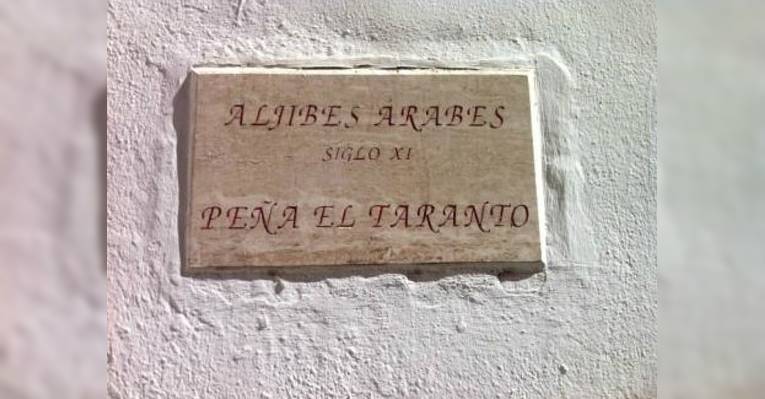 ALJIBES ÁRABES
SIGLO XI
PEÑA EL TARANTO